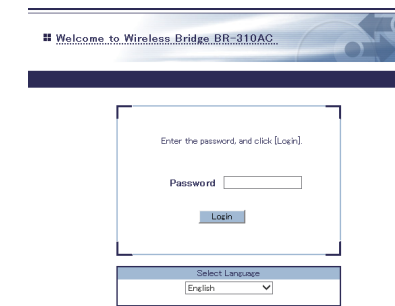 Welcome to Wireless Bridge BR-310AC
Enter the password, and click [Login].
Password
Login
Select Language
English